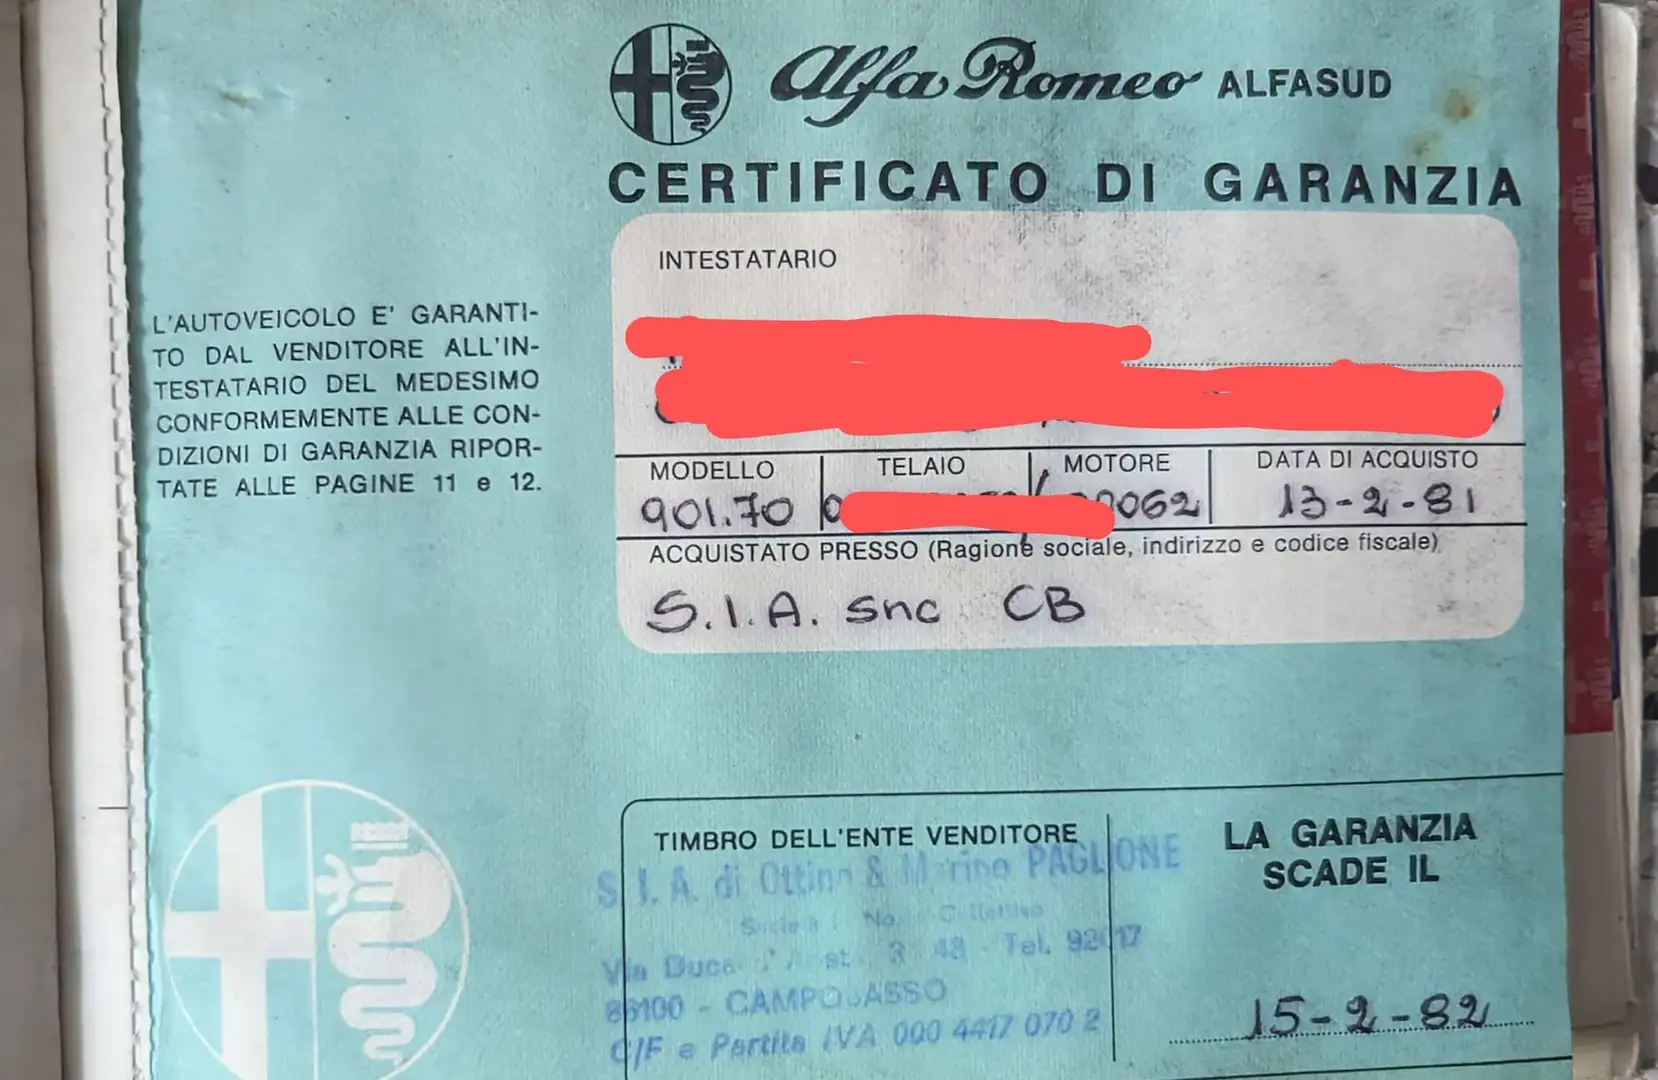 Alfa Romeo ALFASUD
CERTIFICATO DI GARANZIA
L'AUTOVEICOLO E' GARANTI-
TO DAL VENDITORE ALL'IN-
TESTATARIO DEL MEDESIMO
CONFORMEMENTE ALLE CON-
DIZIONI DI GARANZIA RIPOR-
TATE ALLE PAGINE 11 e 12.
INTESTATARIO
MODELLO TELAIO MOTORE DATA DI ACQUISTO
901.70 0062 13-2-81
ACQUISTATO PRESSO (Ragione sociale, indirizzo e codice fiscale)
S.I.A. snc CB
TIMBRO DELL'ENTE VENDITORE
S.I.A. di & PAGLIONE
Via Tel.
86100 - CAMPOBASSO
C/F e Partita IVA 000 4417 070 2
LA GARANZIA
SCADE IL
15-2-82